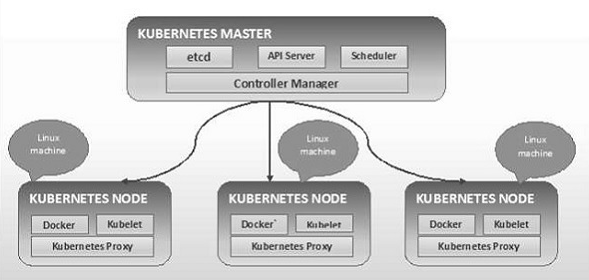 KUBERNETES MASTER
etcd
API Server
Scheduler
Controller Manager
Linux
machine
Linux
machine
Linux
machine
KUBERNETES NODE
Docker
Kubelet
Kubernetes Proxy
KUBERNETES NODE
Docker`
Kubelet
Kubernetes Proxy
KUBERNETES NODE
Docker
Kubelet
Kubernetes Proxy